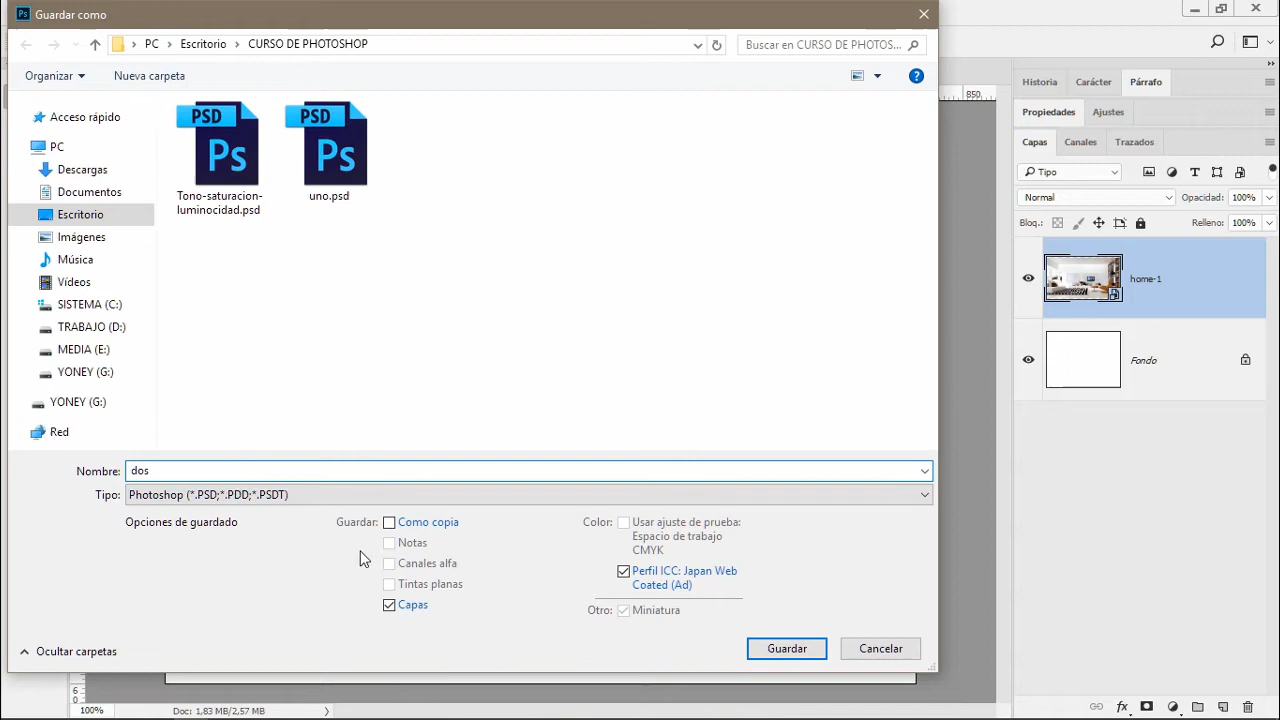 Ps Guardar como
PC > Escritorio > CURSO DE PHOTOSHOP
Buscar en CURSO DE PHOTOS...
Organizar
Nueva carpeta
Acceso rápido
PC
Descargas
Documentos
Escritorio
Imágenes
Música
Vídeos
SISTEMA (C:)
TRABAJO (D:)
MEDIA (E:)
YONEY (G:)
YONEY (G:)
Red
PSD
Ps
Tono-saturacion-
luminocidad.psd
PSD
Ps
uno.psd
Nombre: dos
Tipo: Photoshop (*.PSD;*.PDD;*.PSDT)
Opciones de guardado
Guardar: Como copia
Notas
Canales alfa
Tintas planas
Capas
Color: Usar ajuste de prueba:
Espacio de trabajo
CMYK
Perfil ICC: Japan Web
Coated (Ad)
Otro: Miniatura
Ocultar carpetas
Guardar
Cancelar
850
Historia
Carácter
Párrafo
Propiedades
Ajustes
Capas
Canales
Trazados
Tipo
Normal
Opacidad: 100%
Bloq.:
Relleno: 100%
home-1
Fondo
fx
6
0
100%
Doc: 1,83 MB/2,57 MB